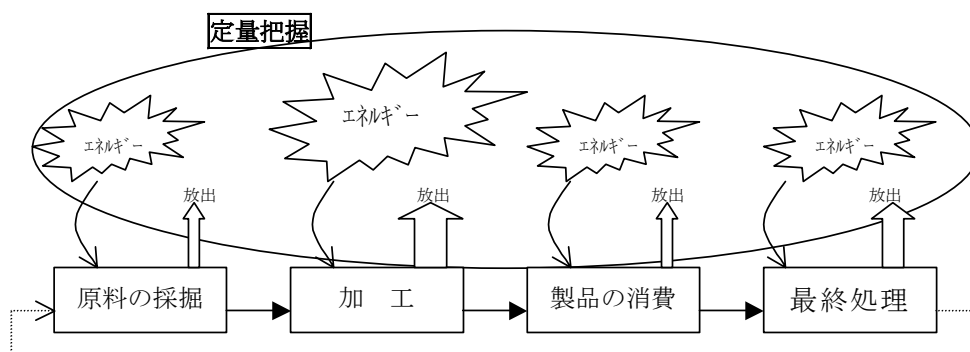 定量把握
エネルギー
エネルギー
エネルギー
エネルギー
放出
放出
放出
放出
原料の採掘
加　工
製品の消費
最終処理